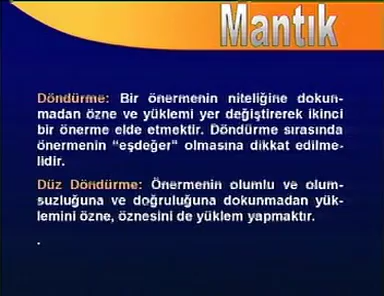 Mantık
Döndürme: Bir önermenin niteliğine dokun-
madan özne ve yüklemi yer değiştirerek ikinci
bir önerme elde etmektir. Döndürme sırasında
önermenin "eşdeğer" olmasına dikkat edilme-
lidir.
Düz Döndürme: Önermenin olumlu ve olum-
suzluğuna ve doğruluğuna dokunmadan yük-
lemini özne, öznesini de yüklem yapmaktır.
.